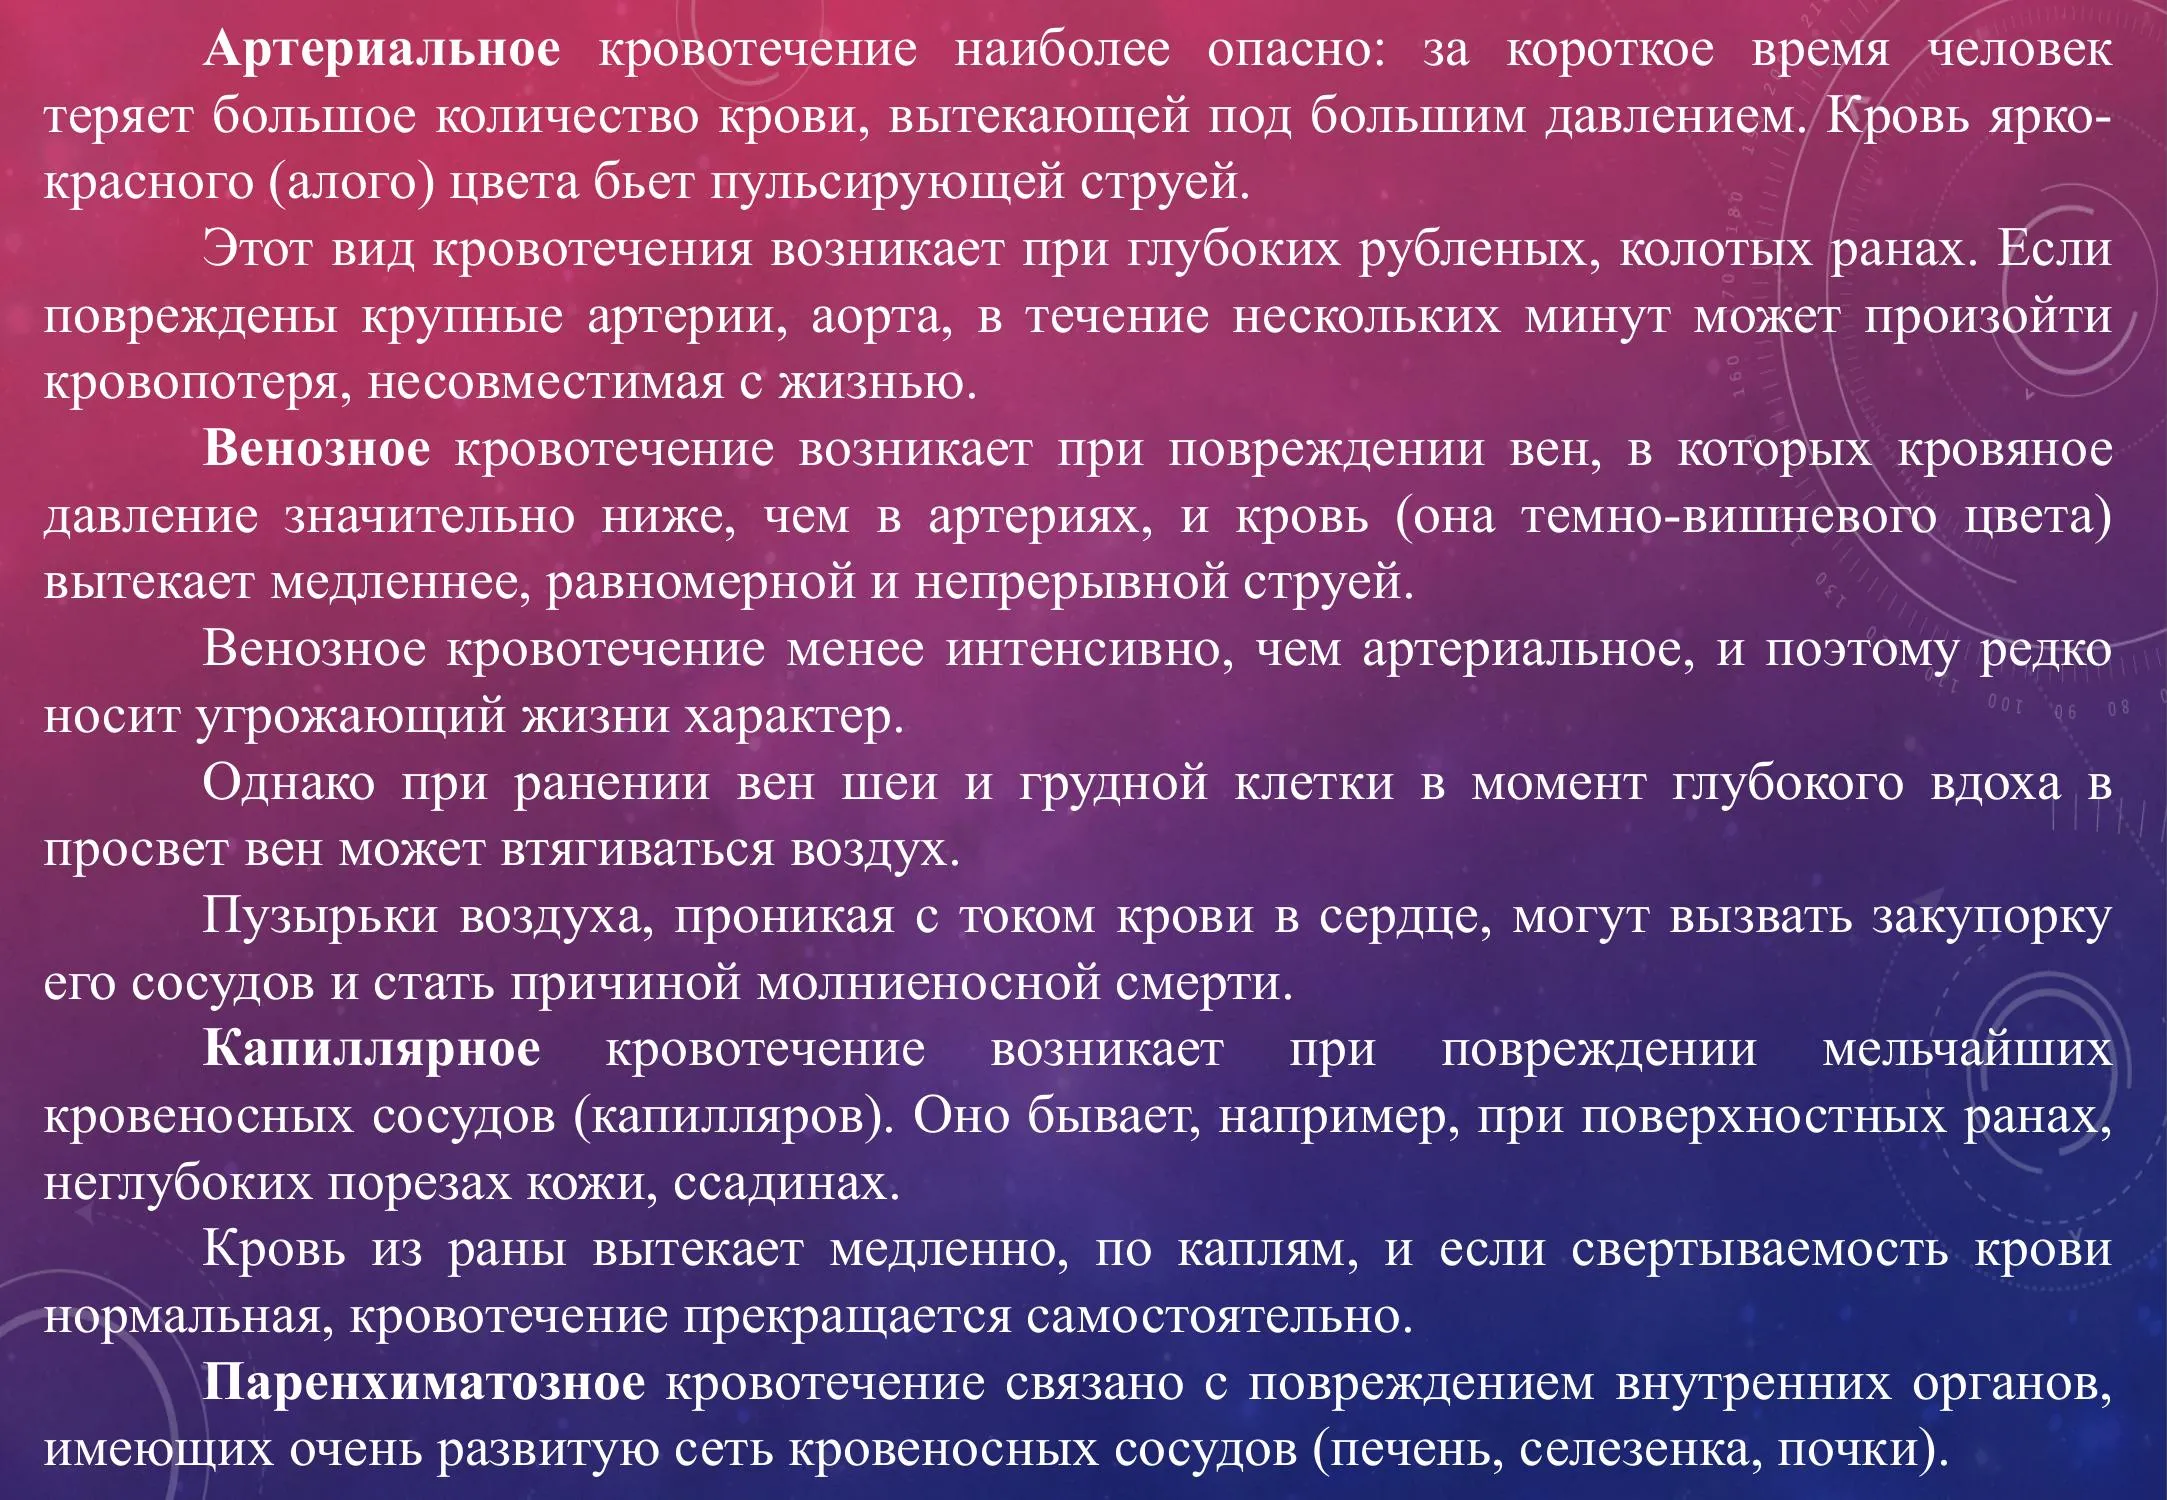 Артериальное кровотечение наиболее опасно: за короткое время человек
теряет большое количество крови, вытекающей под большим давлением. Кровь ярко-
красного (алого) цвета бьет пульсирующей струей.
Этот вид кровотечения возникает при глубоких рубленых, колотых ранах. Если
повреждены крупные артерии, аорта, в течение нескольких минут может произойти
кровопотеря, несовместимая с жизнью.
Венозное кровотечение возникает при повреждении вен, в которых кровяное
давление значительно ниже, чем в артериях, и кровь (она темно-вишневого цвета)
вытекает медленнее, равномерной и непрерывной струей.
Венозное кровотечение менее интенсивно, чем артериальное, и поэтому редко
носит угрожающий жизни характер.
Однако при ранении вен шеи и грудной клетки в момент глубокого вдоха в
просвет вен может втягиваться воздух.
Пузырьки воздуха, проникая с током крови в сердце, могут вызвать закупорку
его сосудов и стать причиной молниеносной смерти.
Капиллярное кровотечение возникает при повреждении мельчайших
кровеносных сосудов (капилляров). Оно бывает, например, при поверхностных ранах,
неглубоких порезах кожи, ссадинах.
Кровь из раны вытекает медленно, по каплям, и если свертываемость крови
нормальная, кровотечение прекращается самостоятельно.
Паренхиматозное кровотечение связано с повреждением внутренних органов,
имеющих очень развитую сеть кровеносных сосудов (печень, селезенка, почки).
180
160
130
100
90
80